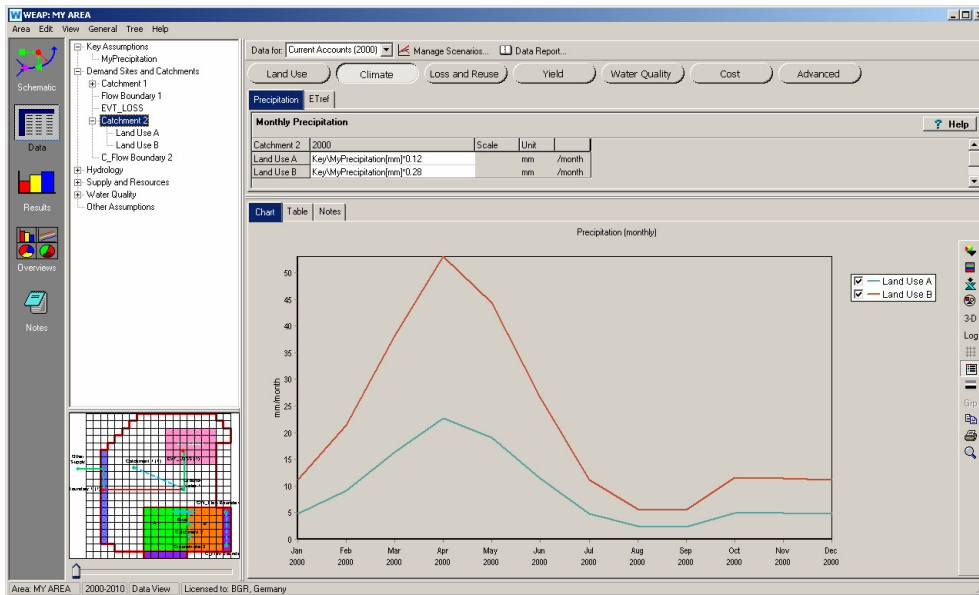 WEAP: MY AREA
Area Edit View General Tree Help
Schematic
Data
Results
Overviews
Notes
Key Assumptions
MyPrecipitation
Demand Sites and Catchments
Catchment 1
Flow Boundary 1
EVT_LOSS
Catchment 2
Land Use A
Land Use B
C_Flow Boundary 2
Hydrology
Supply and Resources
Water Quality
Other Assumptions
Data for: Current Accounts (2000) Manage Scenarios... Data Report...
Land Use Climate Loss and Reuse Yield Water Quality Cost Advanced
Precipitation ETref
Monthly Precipitation ? Help
Catchment 2 2000 Scale Unit
Land Use A Key\MyPrecipitation[mm]*0.12 mm /month
Land Use B Key\MyPrecipitation[mm]*0.28 mm /month
Chart Table Notes
Precipitation (monthly)
mm/month
50
45
40
35
30
25
20
15
10
5
0
Jan Feb Mar Apr May Jun Jul Aug Sep Oct Nov Dec
2000 2000 2000 2000 2000 2000 2000 2000 2000 2000 2000 2000
Land Use A
Land Use B
3-D
Log
Grp
Other
Supply
Area: MY AREA 2000-2010 Data View Licensed to: BGR, Germany